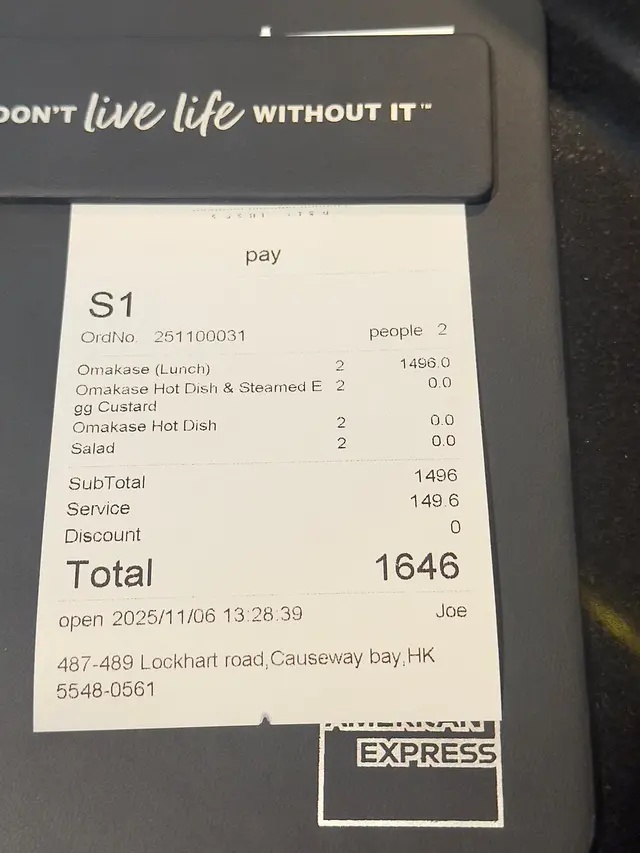 DON'T live life WITHOUT IT™
pay
S1
OrdNo. 251100031 people 2
Omakase (Lunch) 2 1496.0
Omakase Hot Dish & Steamed E 2 0.0
gg Custard
Omakase Hot Dish 2 0.0
Salad 2 0.0
SubTotal 1496
Service 149.6
Discount 0
Total 1646
open 2025/11/06 13:28:39 Joe
487-489 Lockhart road,Causeway bay,HK
5548-0561
AMERICAN
EXPRESS